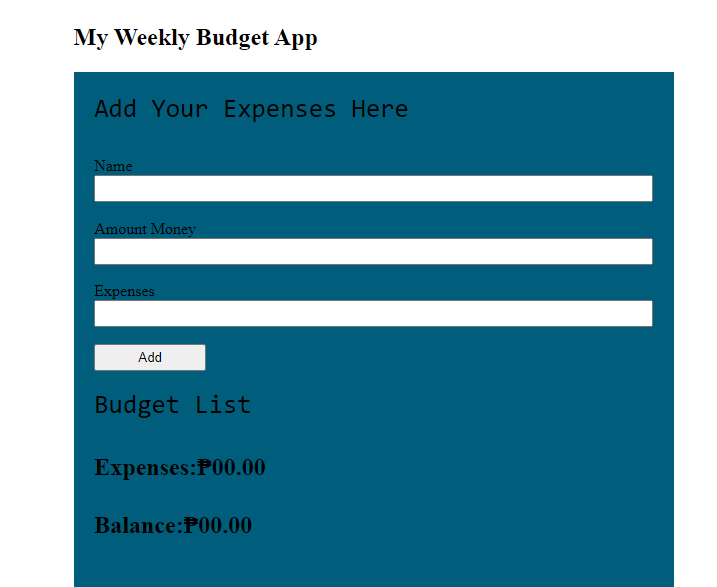 My Weekly Budget App
Add Your Expenses Here
Name
Amount Money
Expenses
Add
Budget List
Expenses:₱00.00
Balance:₱00.00